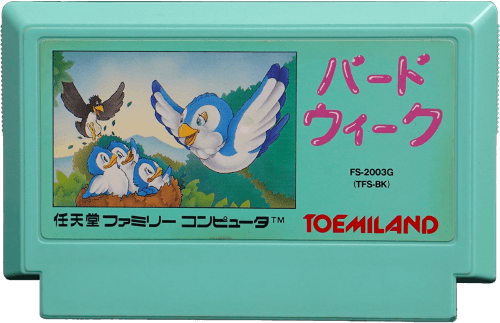 バード
ウィーク
FS-2003G
(TFS-BK)
任天堂 ファミリー コンピュータ™
TOEMILAND